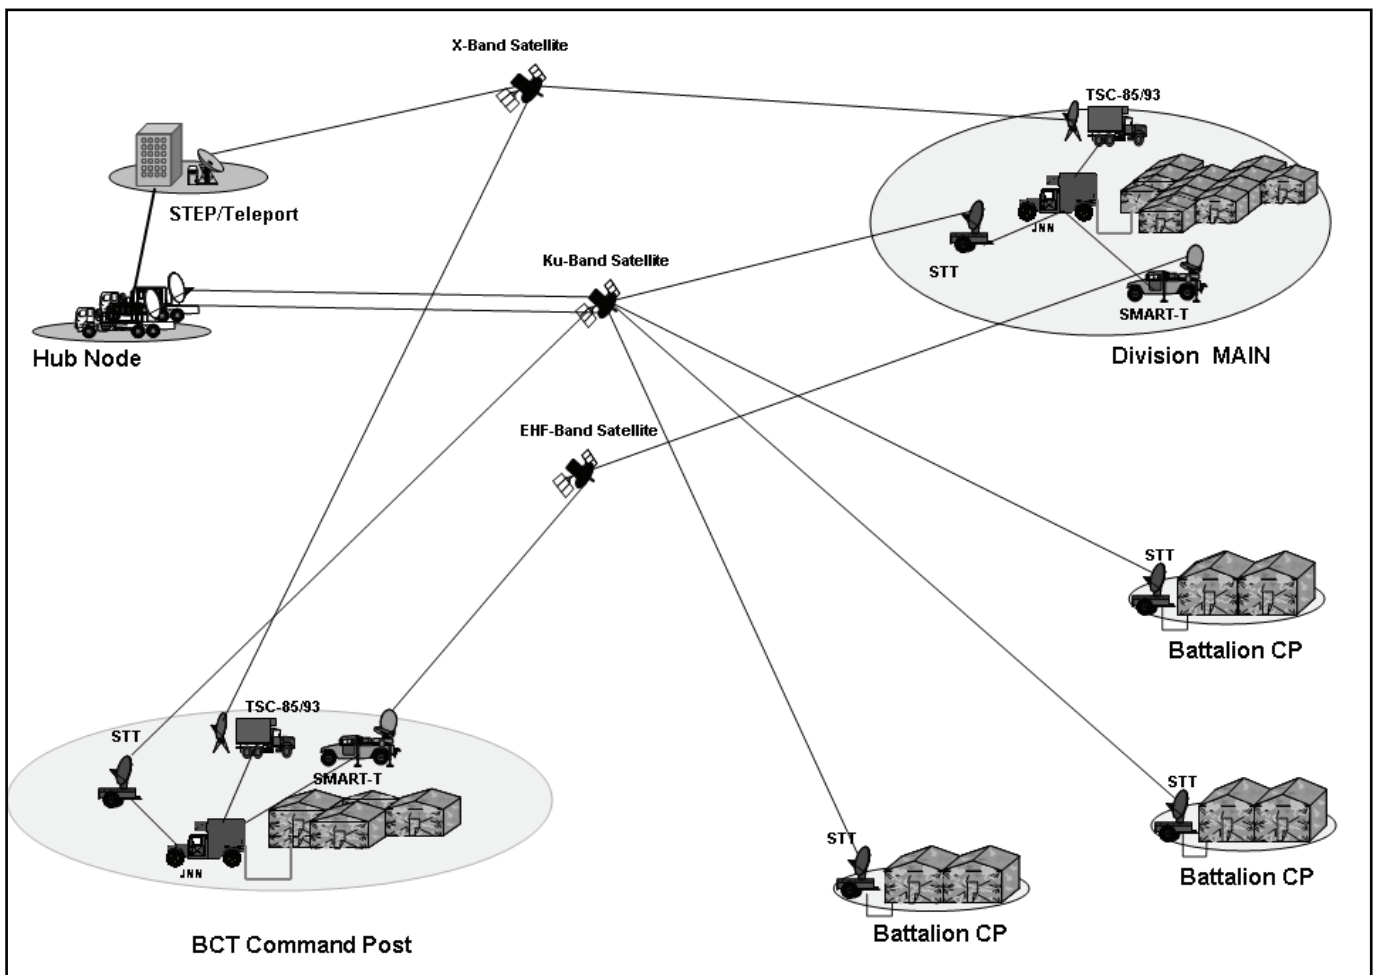 X-Band Satellite
TSC-85/93
STEP/Teleport
JNN
STT
Ku-Band Satellite
SMART-T
Hub Node
Division MAIN
EHF-Band Satellite
STT
Battalion CP
TSC-85/93
STT
SMART-T
STT
Battalion CP
STT
JNN
Battalion CP
BCT Command Post